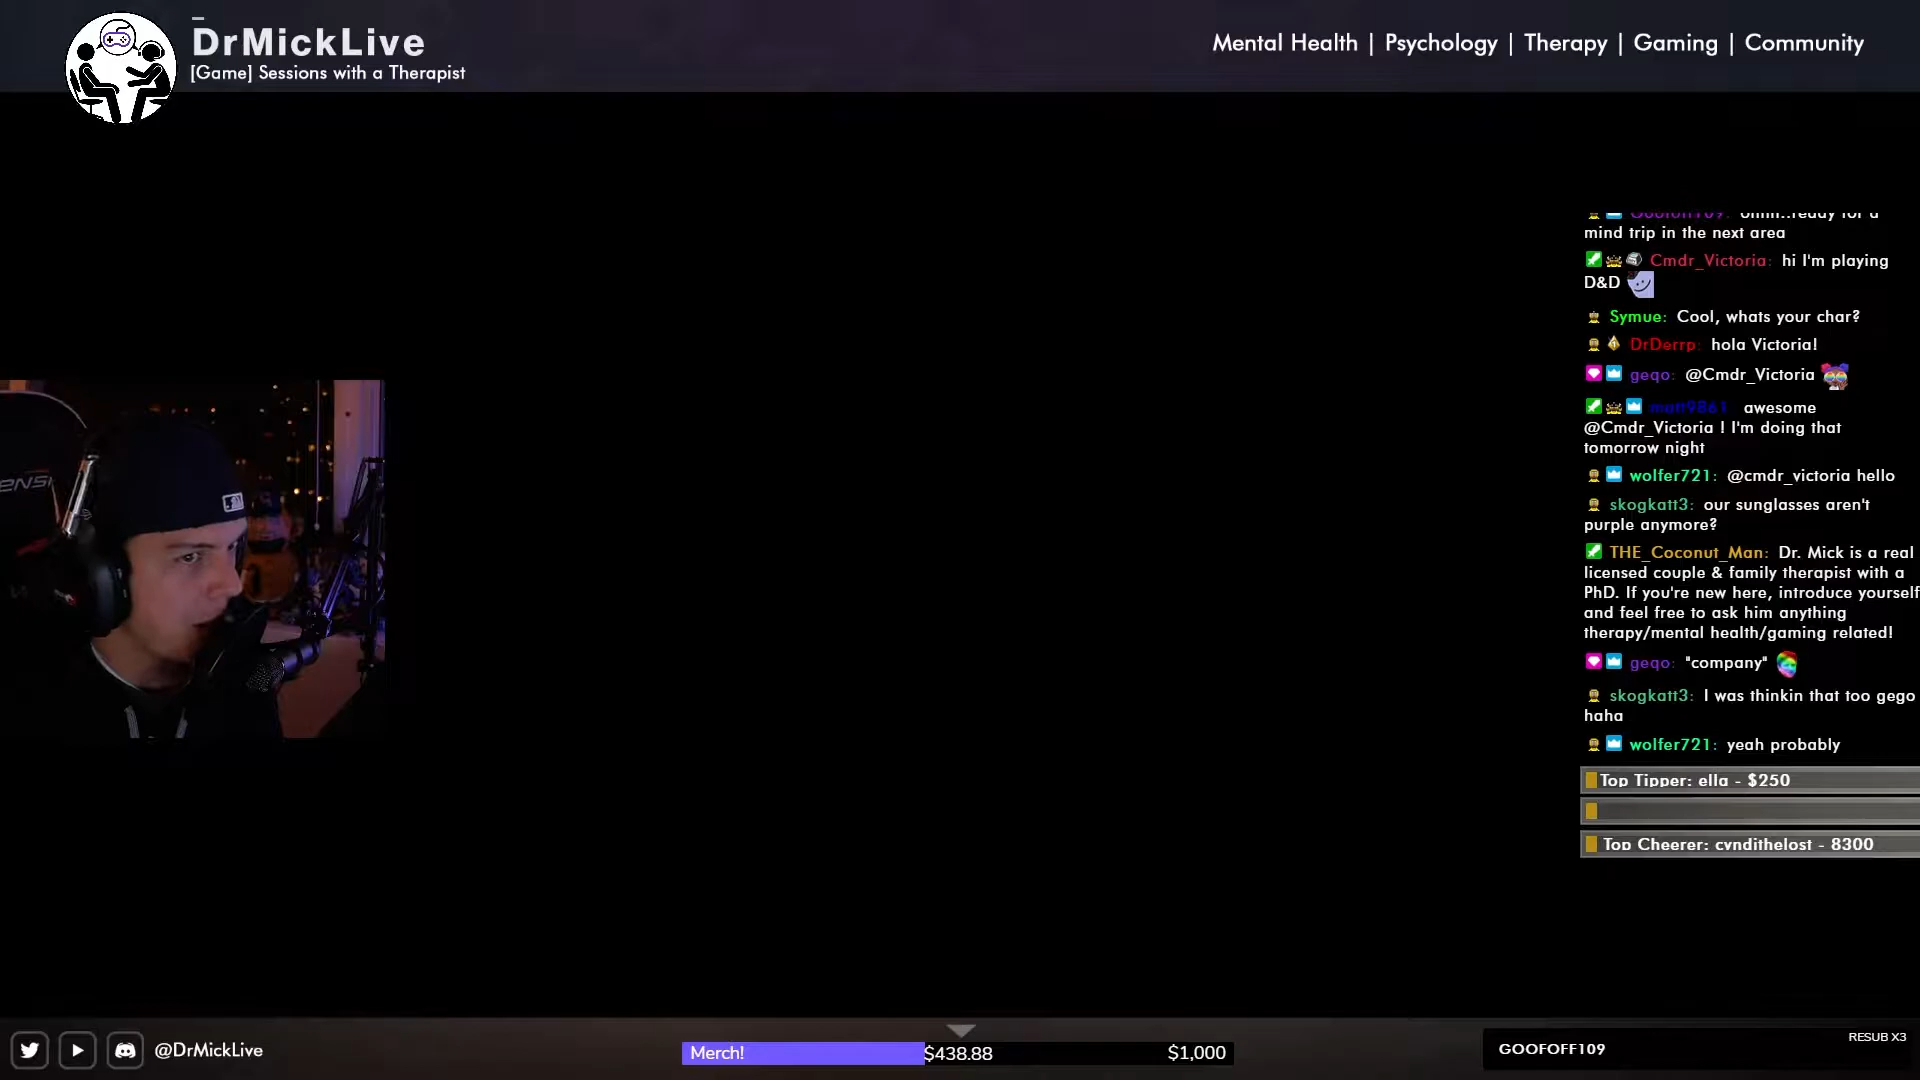 DrMickLive
[Game] Sessions with a Therapist
Mental Health | Psychology | Therapy | Gaming | Community
mind trip in the next area
Cmdr_Victoria: hi I'm playing
D&D
Symue: Cool, whats your char?
DrDerrp: hola Victoria!
geqo: @Cmdr_Victoria
matt9861 awesome
@Cmdr_Victoria ! I'm doing that
tomorrow night
wolfer721: @cmdr_victoria hello
skogkatt3: our sunglasses aren't
purple anymore?
THE_Coconut_Man: Dr. Mick is a real
licensed couple & family therapist with a
PhD. If you're new here, introduce yourself
and feel free to ask him anything
therapy/mental health/gaming related!
geqo: "company"
skogkatt3: I was thinkin that too gego
haha
wolfer721: yeah probably
Top Tipper: ella - $250
Top Cheerer: cyndithelost - 8300
@DrMickLive
Merch! $438.88 $1,000
RESUB X3
GOOFOFF109